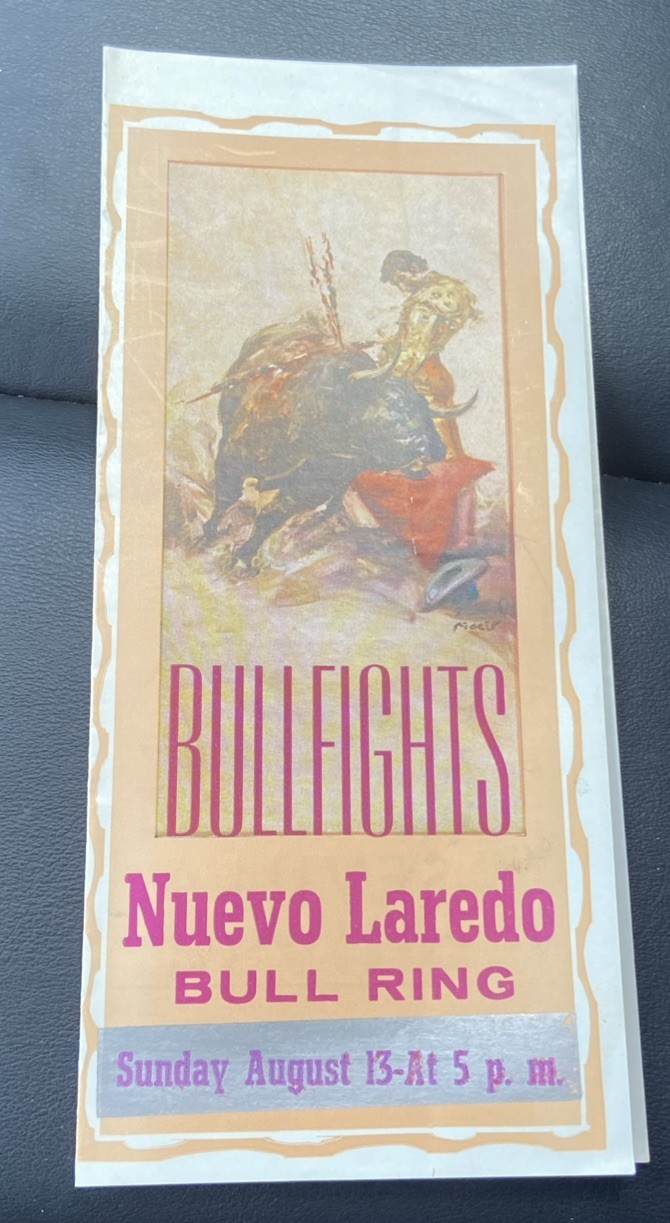 BULLFIGHTS
Nuevo Laredo
BULL RING
Sunday August 13-At 5 p. m.